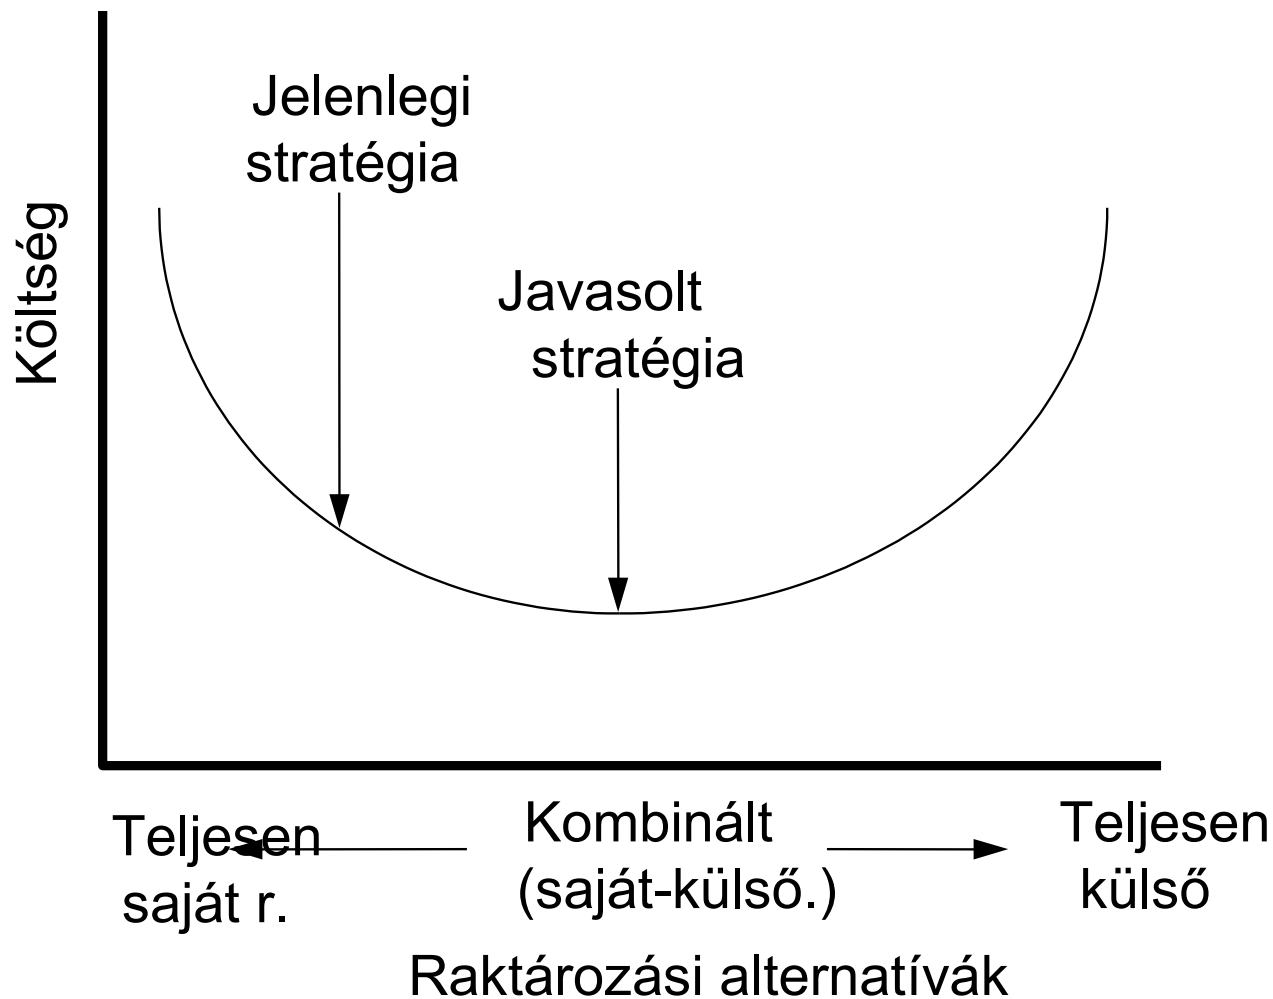 Jelenlegi
stratégia
Költség
Javasolt
stratégia
Teljesen
saját r.
Kombinált
(saját-külső.)
Teljesen
külső
Raktározási alternatívák